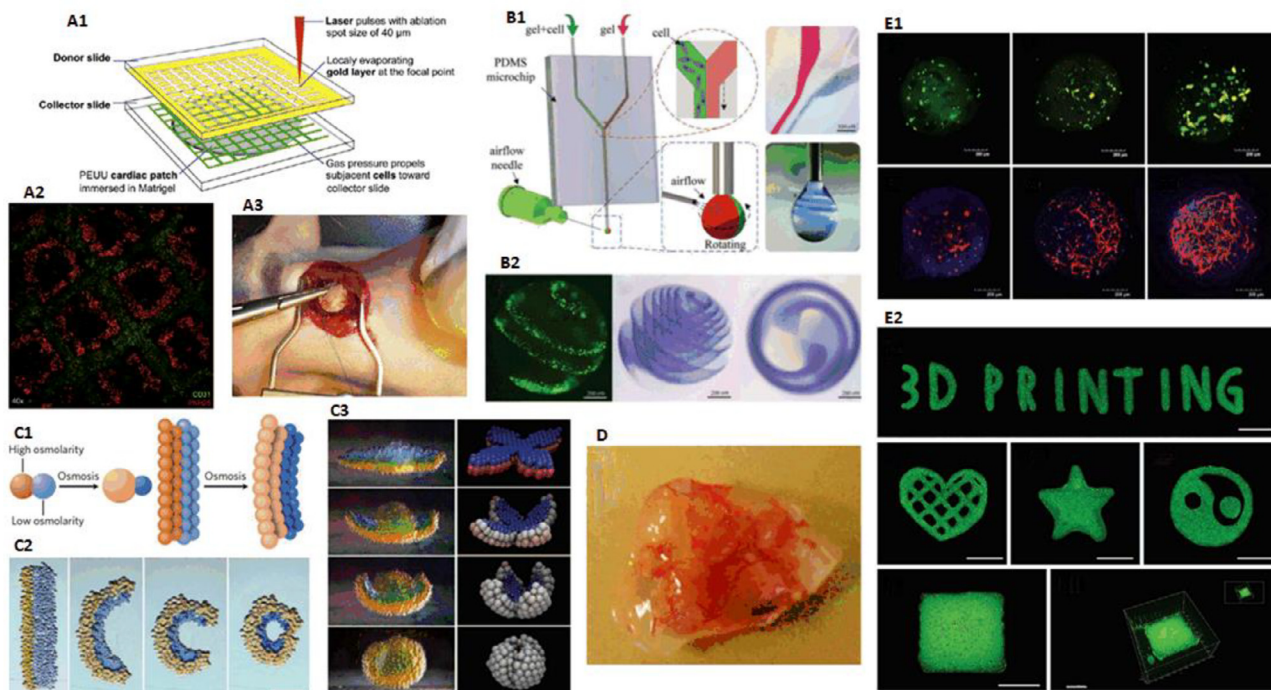 A1
Laser pulses with ablation
spot size of 40 µm
Donor slide
Localy evaporating
gold layer at the focal point
Collector slide
PEUU cardiac patch
immersed in Matrigel
Gas pressure propels
subjacent cells toward
collector slide
A2
40x
CD31
A3
B1
gel+cell
gel
cell
PDMS
microchip
airflow
needle
airflow
Rotating
B2
C1
High osmolarity
Osmosis
Osmosis
Low osmolarity
C2
C3
D
E1
E2
3D PRINTING